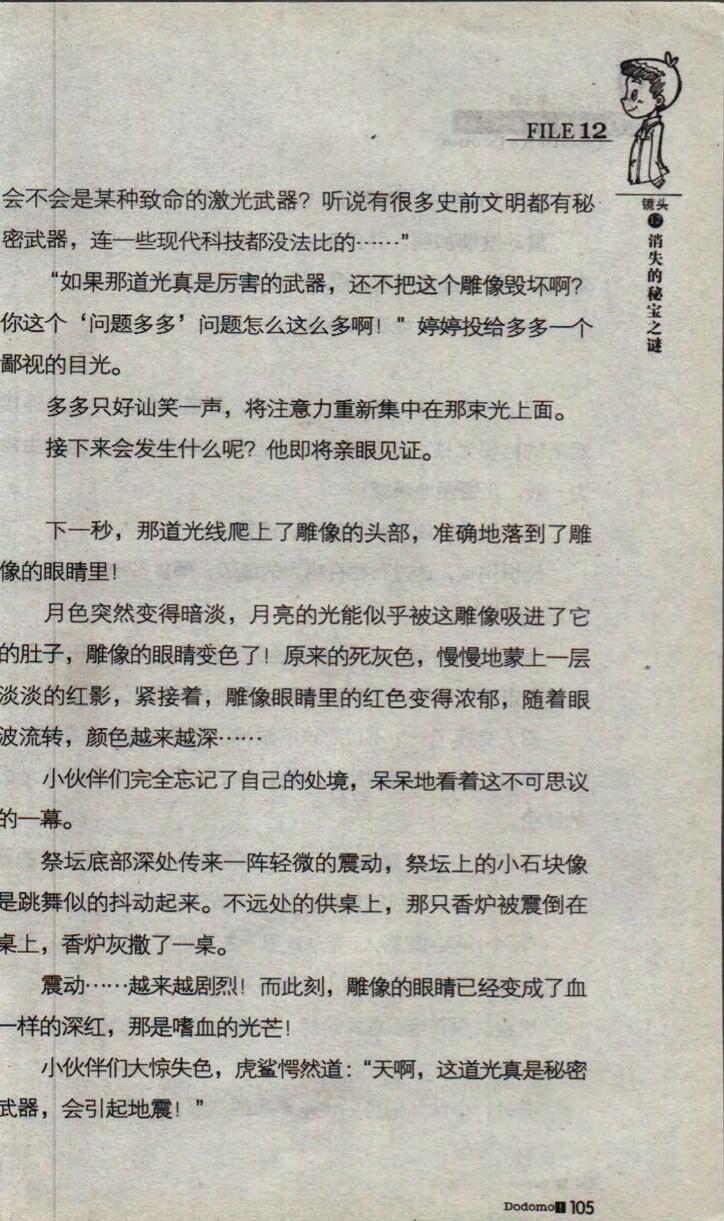 FILE 12
镜头
⓬
消失的秘宝之谜
会不会是某种致命的激光武器？听说有很多史前文明都有秘
密武器，连一些现代科技都没法比的……”
“如果那道光真是厉害的武器，还不把这个雕像毁坏啊？
你这个‘问题多多’问题怎么这么多啊！"婷婷投给多多一个
鄙视的目光。
多多只好讪笑一声，将注意力重新集中在那束光上面。
接下来会发生什么呢？他即将亲眼见证。
下一秒，那道光线爬上了雕像的头部，准确地落到了雕
像的眼睛里！
月色突然变得暗淡，月亮的光能似乎被这雕像吸进了它
的肚子，雕像的眼睛变色了！原来的死灰色，慢慢地蒙上一层
淡淡的红影，紧接着，雕像眼睛里的红色变得浓郁，随着眼
波流转，颜色越来越深……
小伙伴们完全忘记了自己的处境，呆呆地看着这不可思议
的一幕。
祭坛底部深处传来一阵轻微的震动，祭坛上的小石块像
是跳舞似的抖动起来。不远处的供桌上，那只香炉被震倒在
桌上，香炉灰撒了一桌。
震动……越来越剧烈！而此刻，雕像的眼睛已经变成了血
一样的深红，那是嗜血的光芒！
小伙伴们大惊失色，虎鲨愕然道：“天啊，这道光真是秘密
武器，会引起地震！”
Dodomo! 105